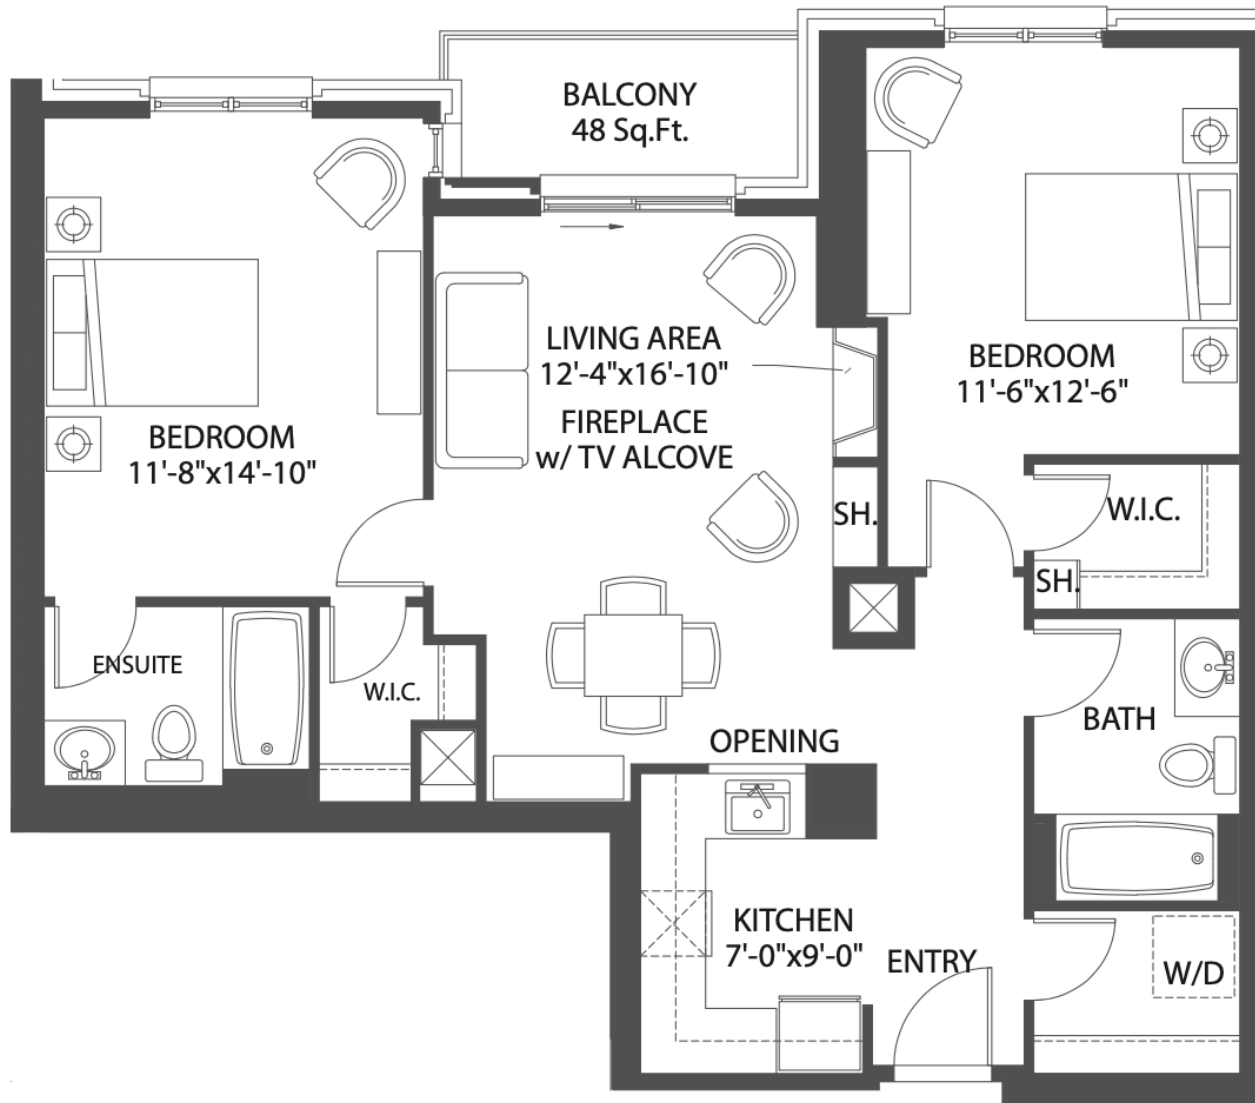 BALCONY
48 Sq.Ft.
LIVING AREA
12'-4"x16'-10"
FIREPLACE
w/ TV ALCOVE
BEDROOM
11'-6"x12'-6"
BEDROOM
11'-8"x14'-10"
SH.
W.I.C.
SH.
ENSUITE
W.I.C.
BATH
OPENING
KITCHEN
7'-0"x9'-0"
ENTRY
W/D